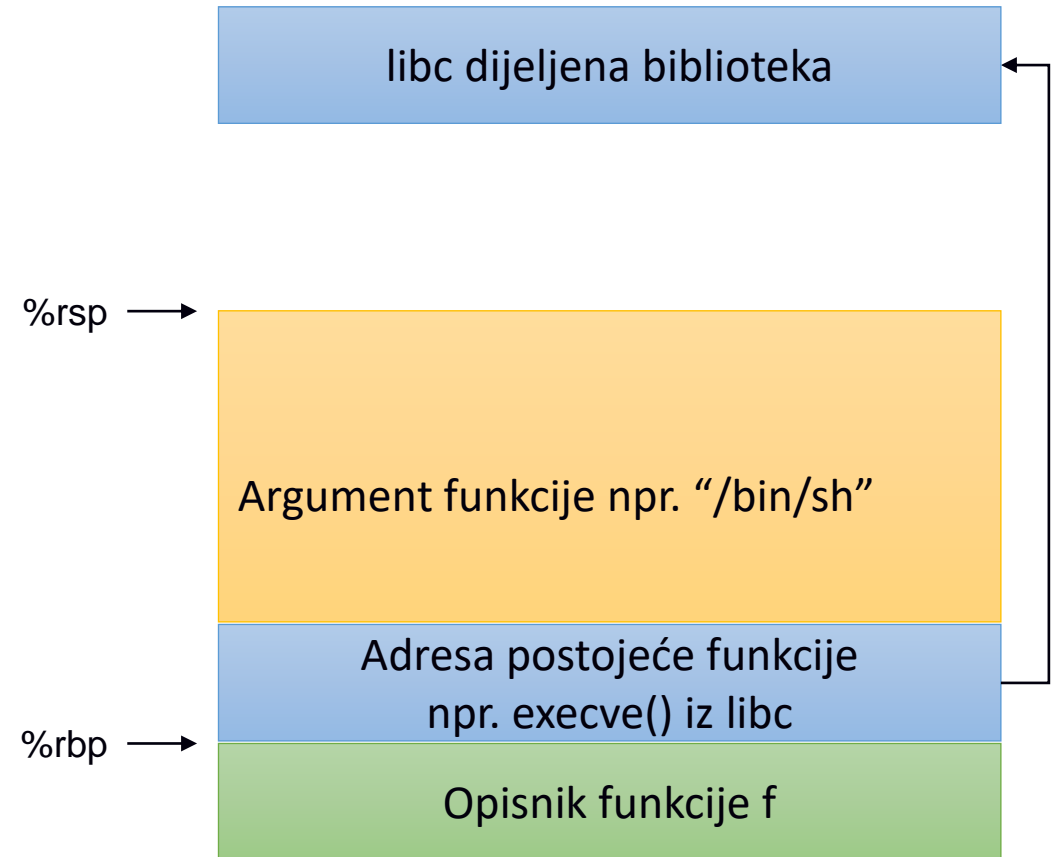 libc dijeljena biblioteka
%rsp
Argument funkcije npr. “/bin/sh”
Adresa postojeće funkcije
npr. execve() iz libc
%rbp
Opisnik funkcije f